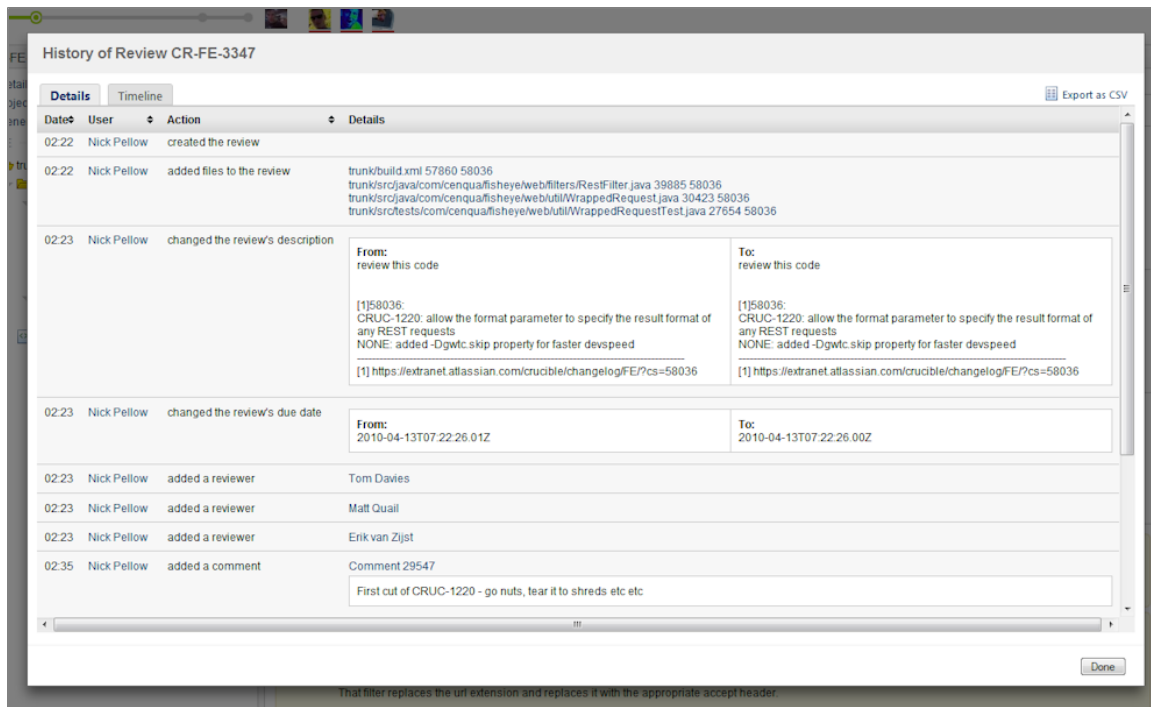 History of Review CR-FE-3347
Details Timeline Export as CSV
Date User Action Details
02:22 Nick Pellow created the review
02:22 Nick Pellow added files to the review trunk/build.xml 57860 58036
trunk/src/java/com/cenqua/fisheye/web/filters/RestFilter.java 39885 58036
trunk/src/java/com/cenqua/fisheye/web/util/WrappedRequest.java 30423 58036
trunk/src/tests/com/cenqua/fisheye/web/util/WrappedRequestTest.java 27654 58036
02:23 Nick Pellow changed the review's description
From:
review this code
[1]58036:
CRUC-1220: allow the format parameter to specify the result format of
any REST requests
NONE: added -Dgwtc.skip property for faster devspeed
[1] https://extranet.atlassian.com/crucible/changelog/FE/?cs=58036
To:
review this code
[1]58036:
CRUC-1220: allow the format parameter to specify the result format of
any REST requests
NONE: added -Dgwtc.skip property for faster devspeed
[1] https://extranet.atlassian.com/crucible/changelog/FE/?cs=58036
02:23 Nick Pellow changed the review's due date
From:
2010-04-13T07:22:26.01Z
To:
2010-04-13T07:22:26.00Z
02:23 Nick Pellow added a reviewer Tom Davies
02:23 Nick Pellow added a reviewer Matt Quail
02:23 Nick Pellow added a reviewer Erik van Zijst
02:35 Nick Pellow added a comment Comment 29547
First cut of CRUC-1220 - go nuts, tear it to shreds etc etc
Done
That filter replaces the url extension and replaces it with the appropriate accept header.